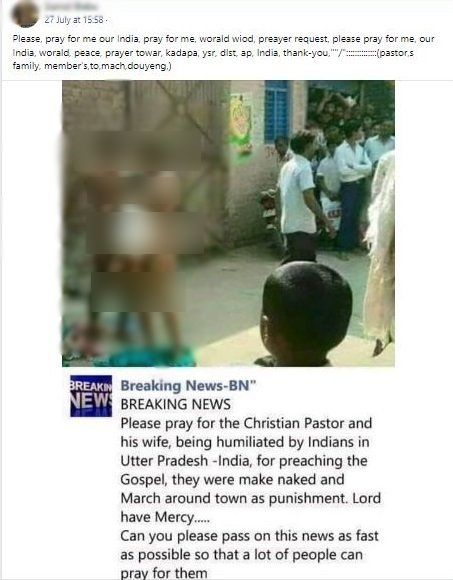 27 July at 15:58 ·
Please, pray for me our India, pray for me, worald wiod, preayer request, please pray for me, our
India, worald, peace, prayer towar, kadapa, ysr, dist, ap, India, thank-you,""/"::::::::::::::(pastor,s
family, member's,to,mach,douyeng,)
BREAKIN
NEWS
Breaking News-BN"
BREAKING NEWS
Please pray for the Christian Pastor and
his wife, being humiliated by Indians in
Utter Pradesh -India, for preaching the
Gospel, they were make naked and
March around town as punishment. Lord
have Mercy.....
Can you please pass on this news as fast
as possible so that a lot of people can
pray for them